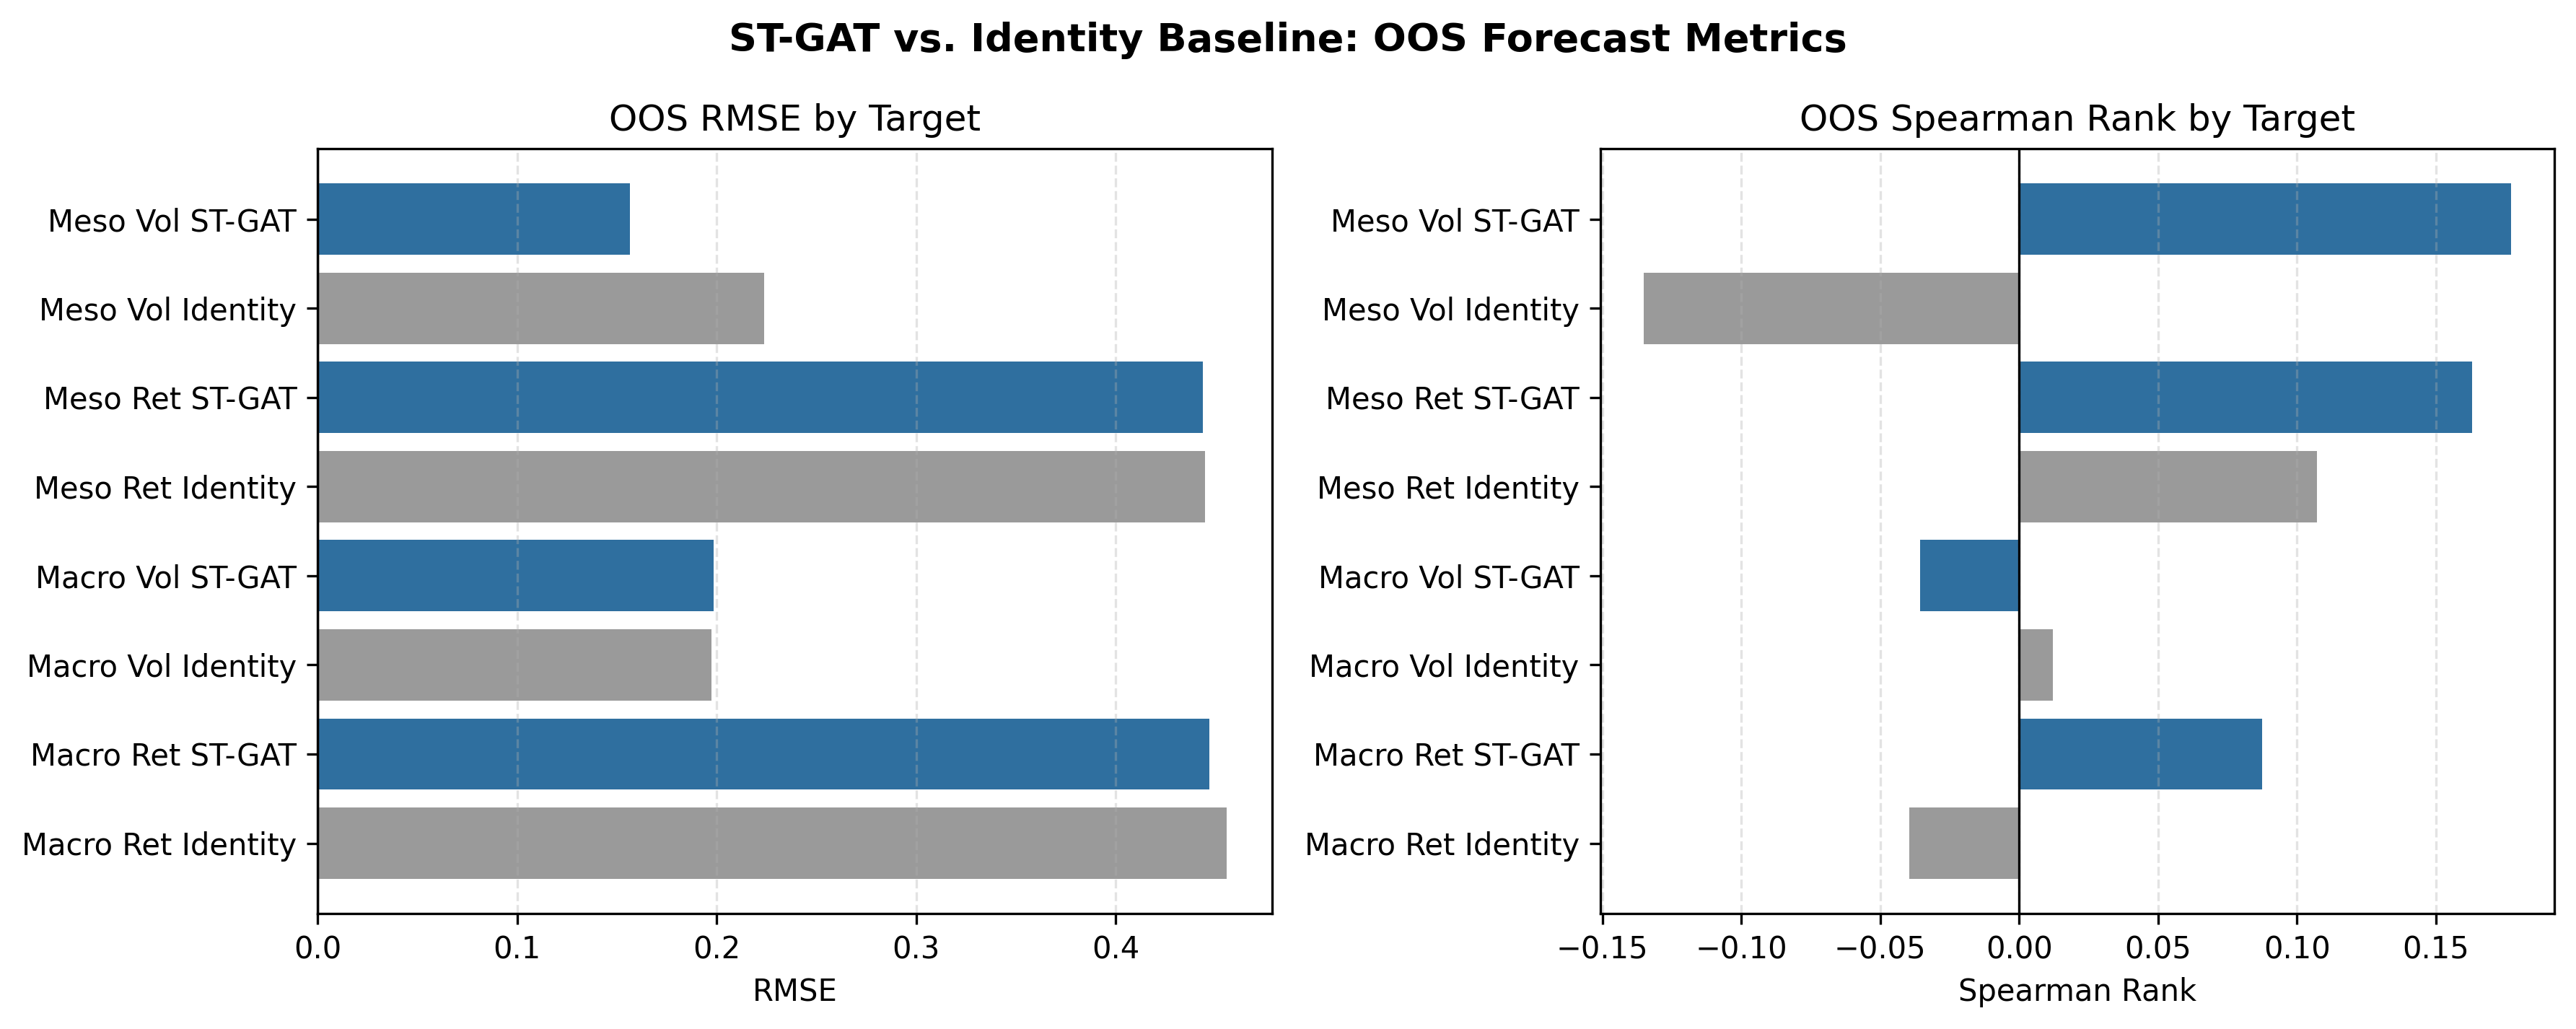 ST-GAT vs. Identity Baseline: OOS Forecast Metrics
OOS RMSE by Target
Meso Vol ST-GAT
Meso Vol Identity
Meso Ret ST-GAT
Meso Ret Identity
Macro Vol ST-GAT
Macro Vol Identity
Macro Ret ST-GAT
Macro Ret Identity
0.0 0.1 0.2 0.3 0.4
RMSE
OOS Spearman Rank by Target
Meso Vol ST-GAT
Meso Vol Identity
Meso Ret ST-GAT
Meso Ret Identity
Macro Vol ST-GAT
Macro Vol Identity
Macro Ret ST-GAT
Macro Ret Identity
−0.15 −0.10 −0.05 0.00 0.05 0.10 0.15
Spearman Rank